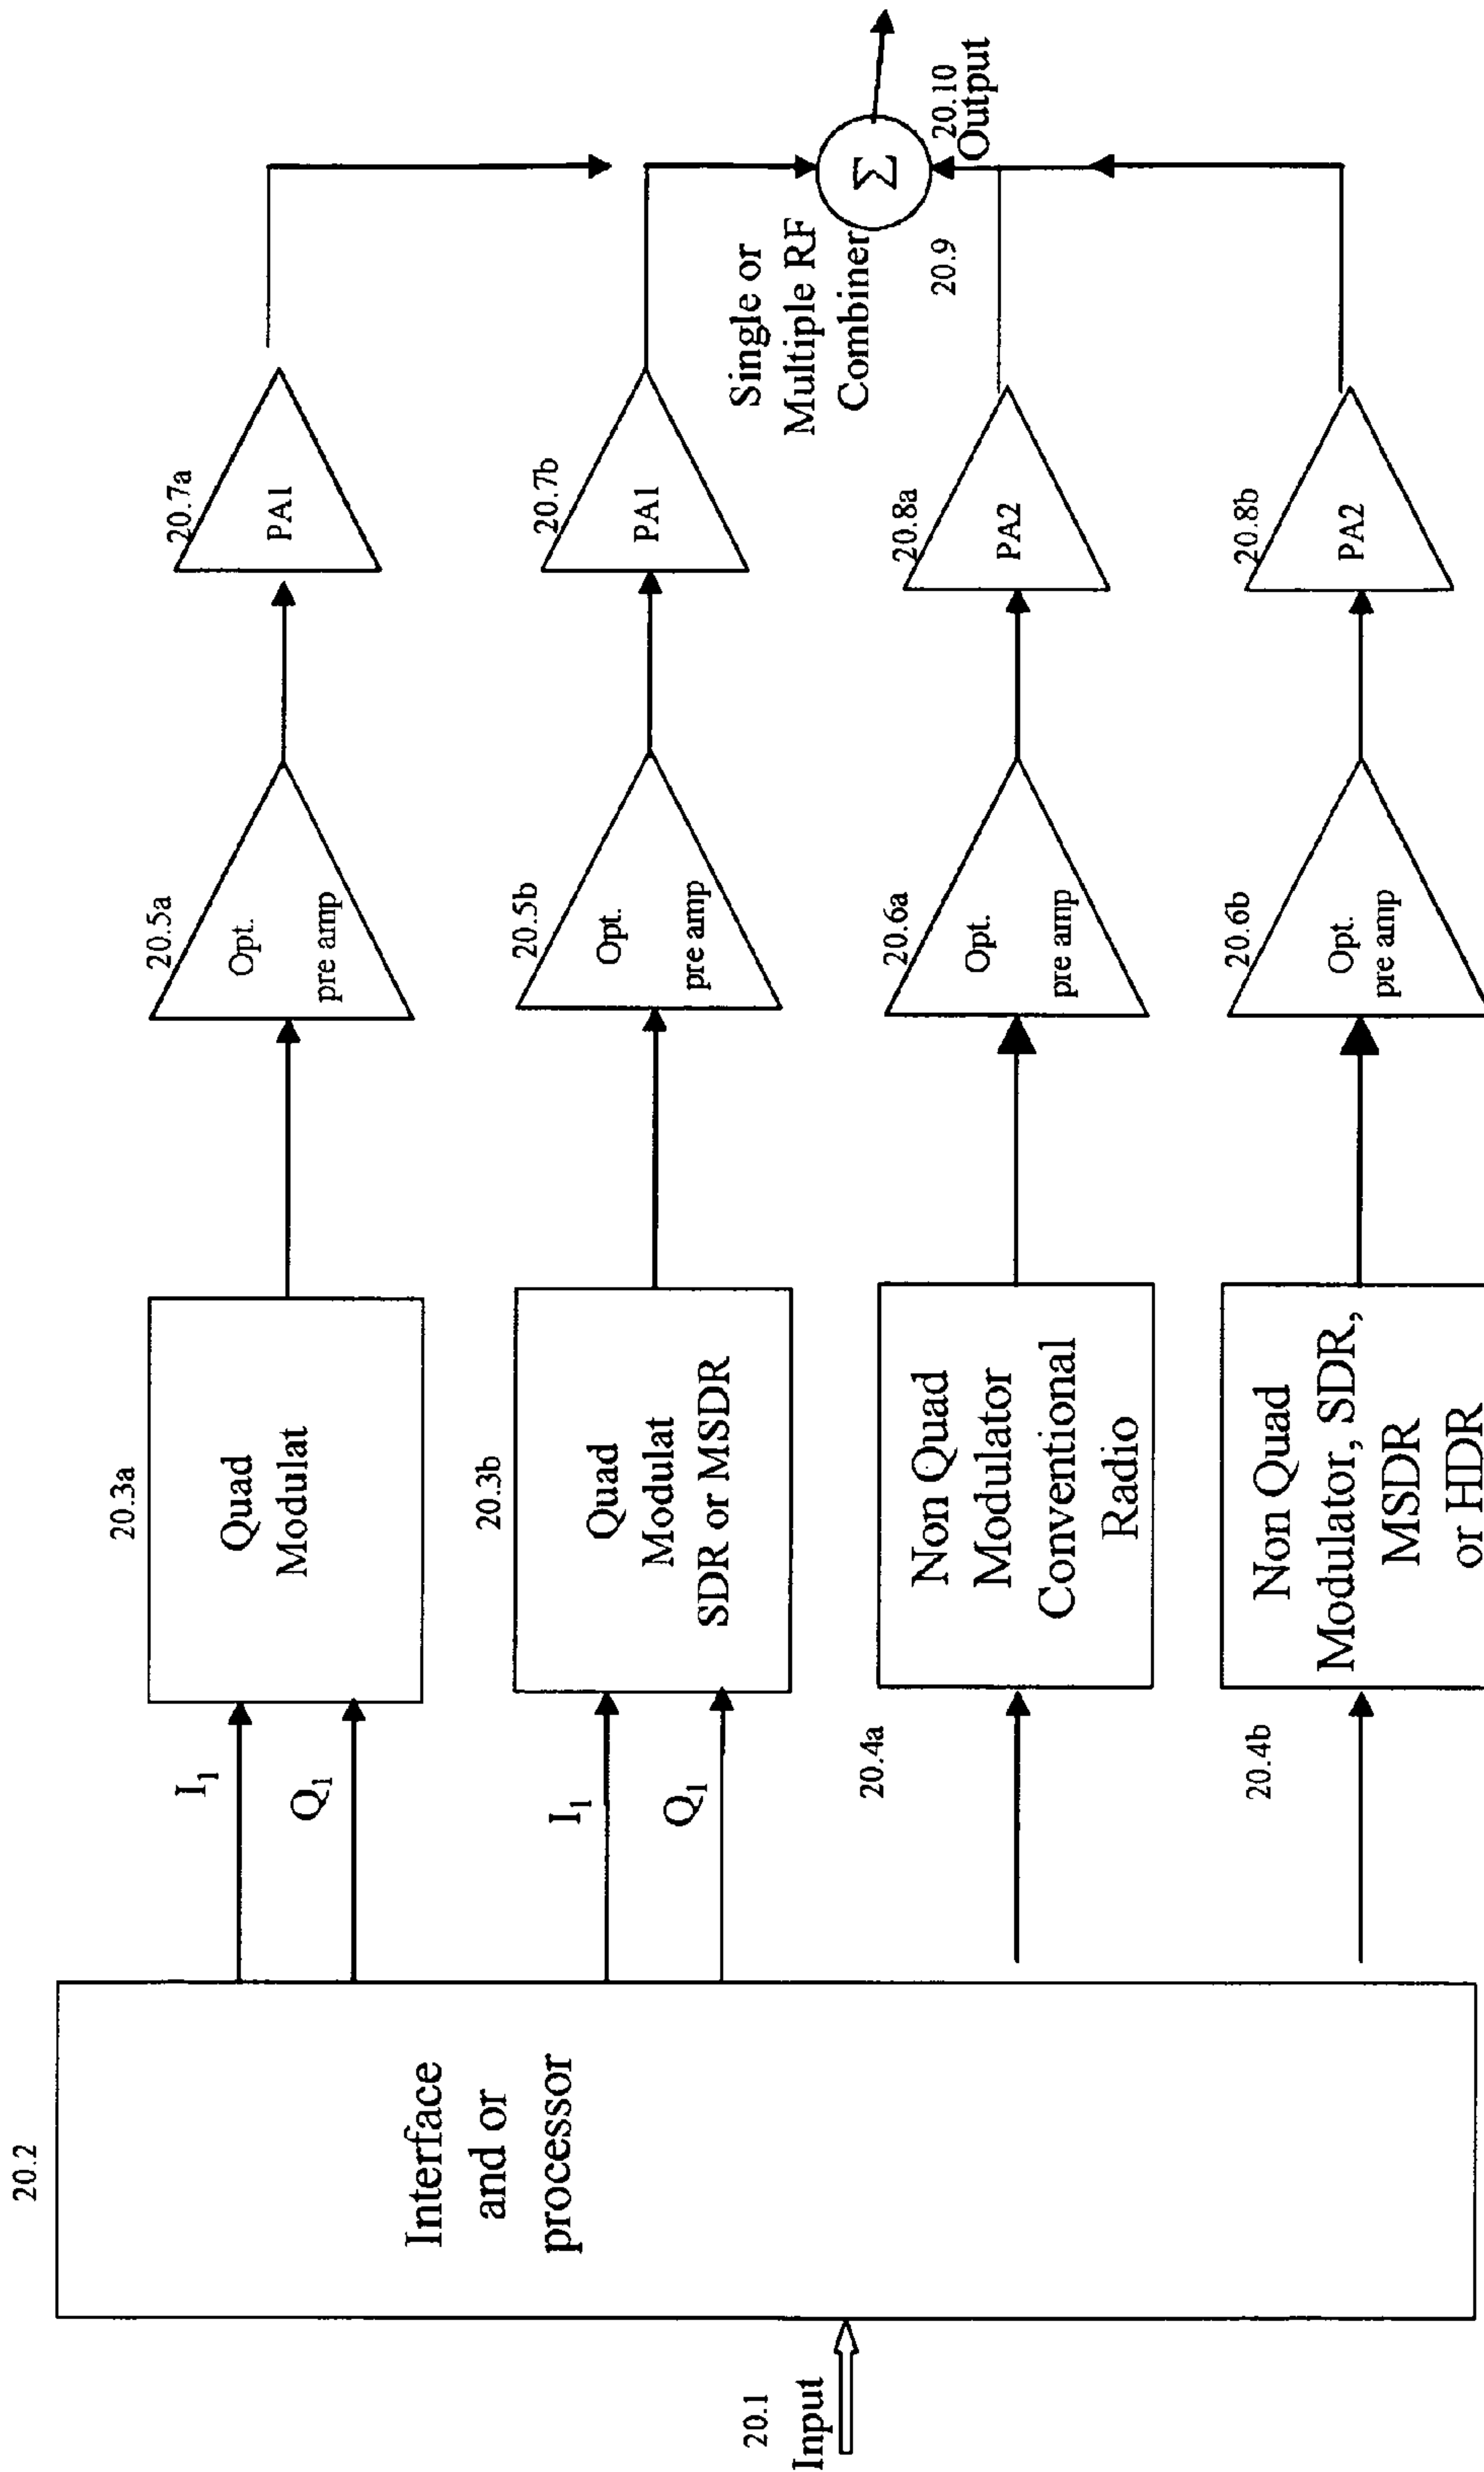 20.1
Input
20.2
Interface
and or
processor
I1
Q1
20.3a
Quad
Modulat
20.5a
Opt.
pre amp
20.7a
PA1
I1
Q1
20.3b
Quad
Modulat
SDR or MSDR
20.5b
Opt.
pre amp
20.7b
PA1
Single or
Multiple RF
Combiner
Σ
20.9
20.10
Output
20.4a
Non Quad
Modulator
Conventional
Radio
20.6a
Opt.
pre amp
20.8a
PA2
20.4b
Non Quad
Modulator, SDR,
MSDR
or HDR
20.6b
Opt.
pre amp
20.8b
PA2